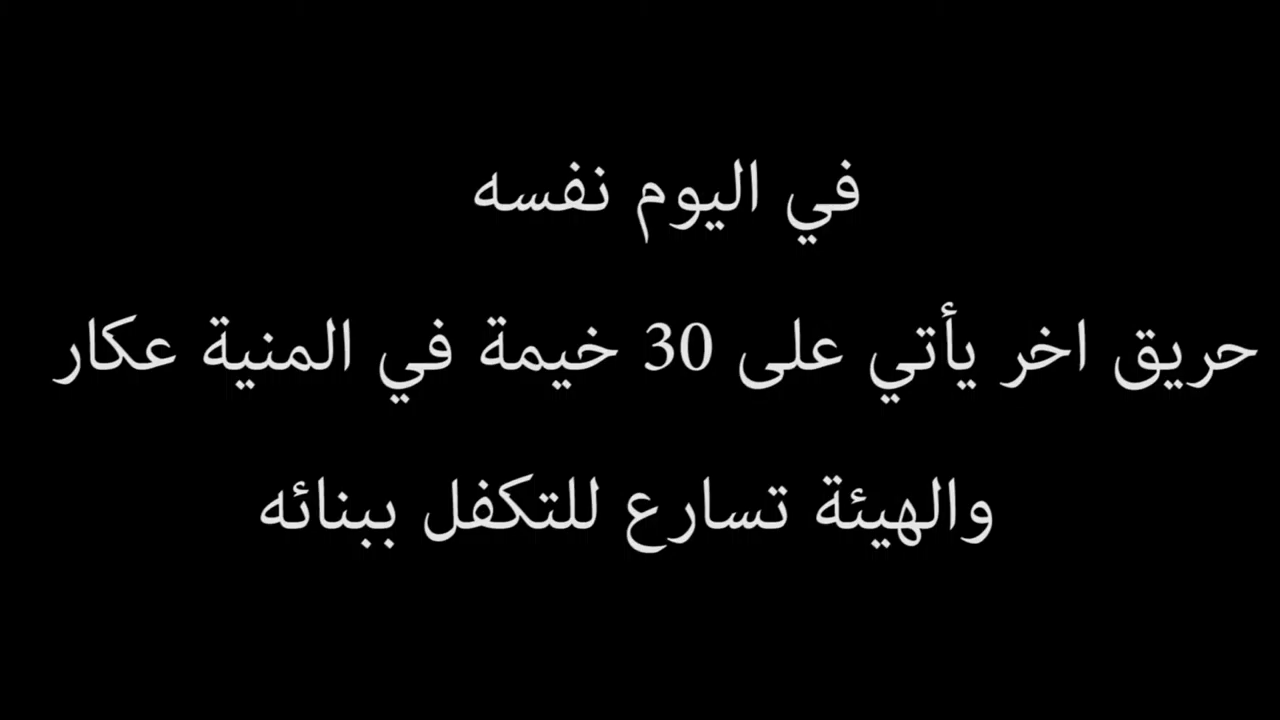 في اليوم نفسه
حريق اخر يأتي على 30 خيمة في المنية عكار
والهيئة تسارع للتكفل ببنائه